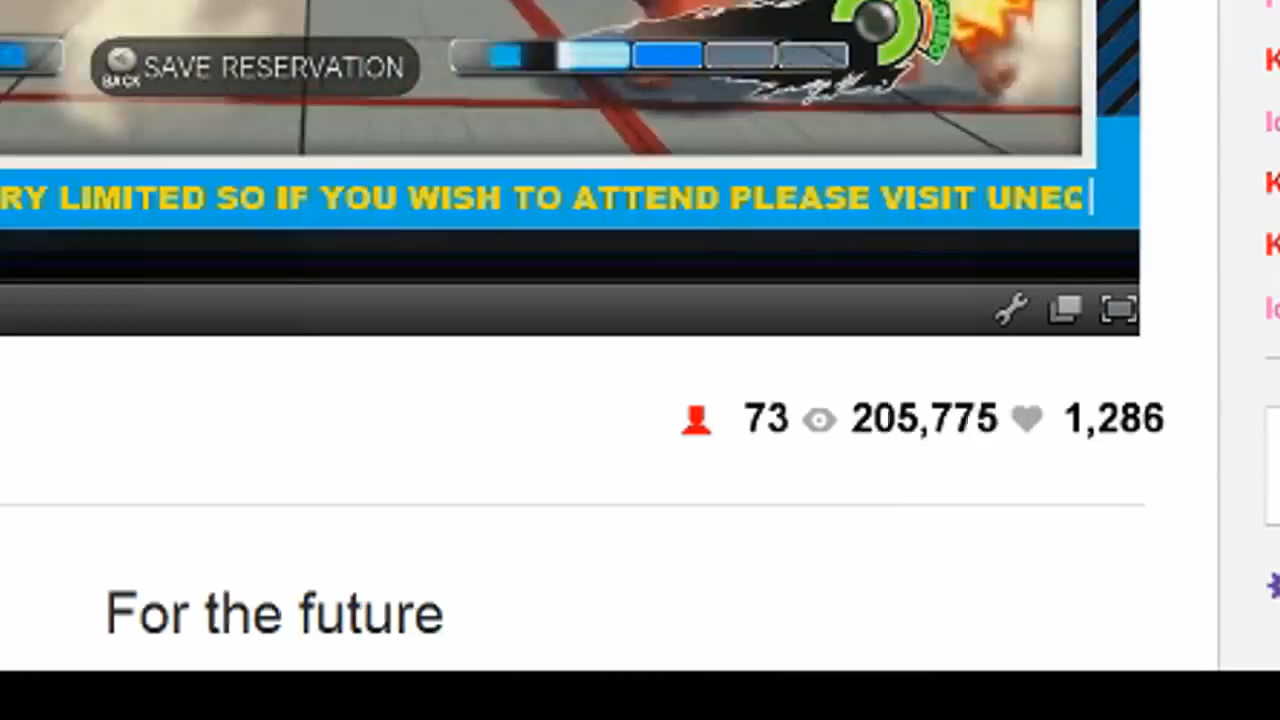 BACK SAVE RESERVATION
RY LIMITED SO IF YOU WISH TO ATTEND PLEASE VISIT UNEC
73 205,775 1,286
For the future